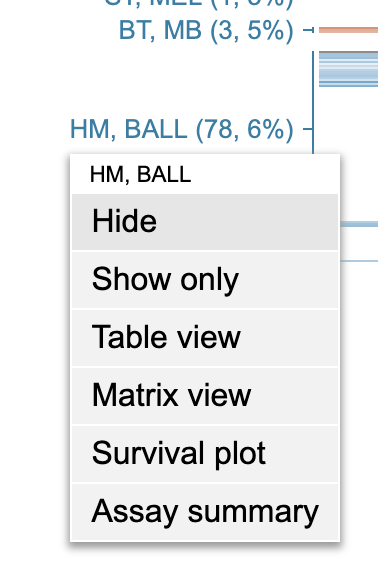 BT, MB (3, 5%)
HM, BALL (78, 6%)
HM, BALL
Hide
Show only
Table view
Matrix view
Survival plot
Assay summary